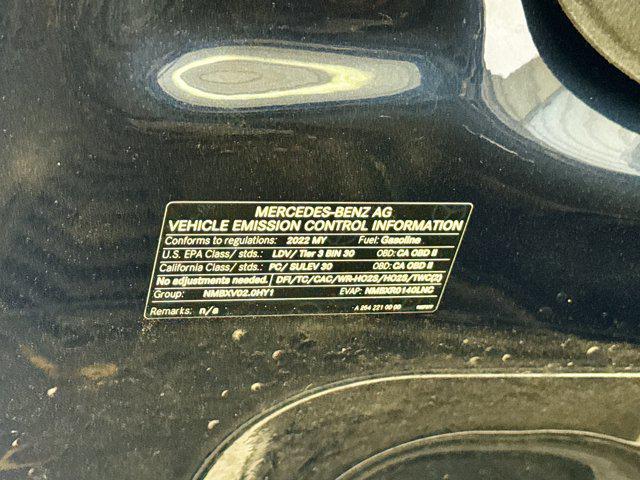 MERCEDES-BENZ AG
VEHICLE EMISSION CONTROL INFORMATION
Conforms to regulations: 2022 MY Fuel: Gasoline
U.S. EPA Class/ stds.: LDV/ Tier 3 BIN 30 OBD: CA OBD II
California Class/ stds.: PC/ SULEV 30 OBD: CA OBD II
No adjustments needed. DFI/TC/CAC/WR-HO2S/HO2S/TWC(2)
Group: NMBXV02.0HY1 EVAP: NMBXR0140LNC
Remarks: n/a A 254 221 00 00